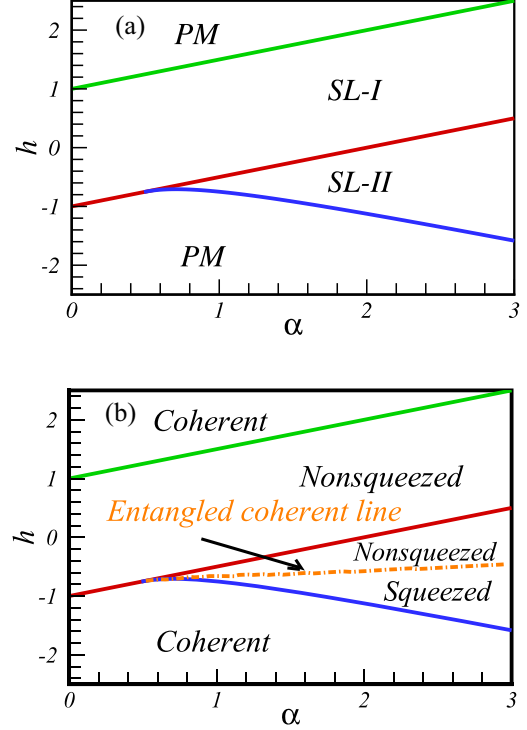 (a)
PM
2
SL-I
1
h
0
SL-II
-1
PM
-2
0
1
2
3
α
(b)
Coherent
2
Nonsqueezed
1
Entangled coherent line
h
0
Nonsqueezed
Squeezed
-1
Coherent
-2
0
1
2
3
α